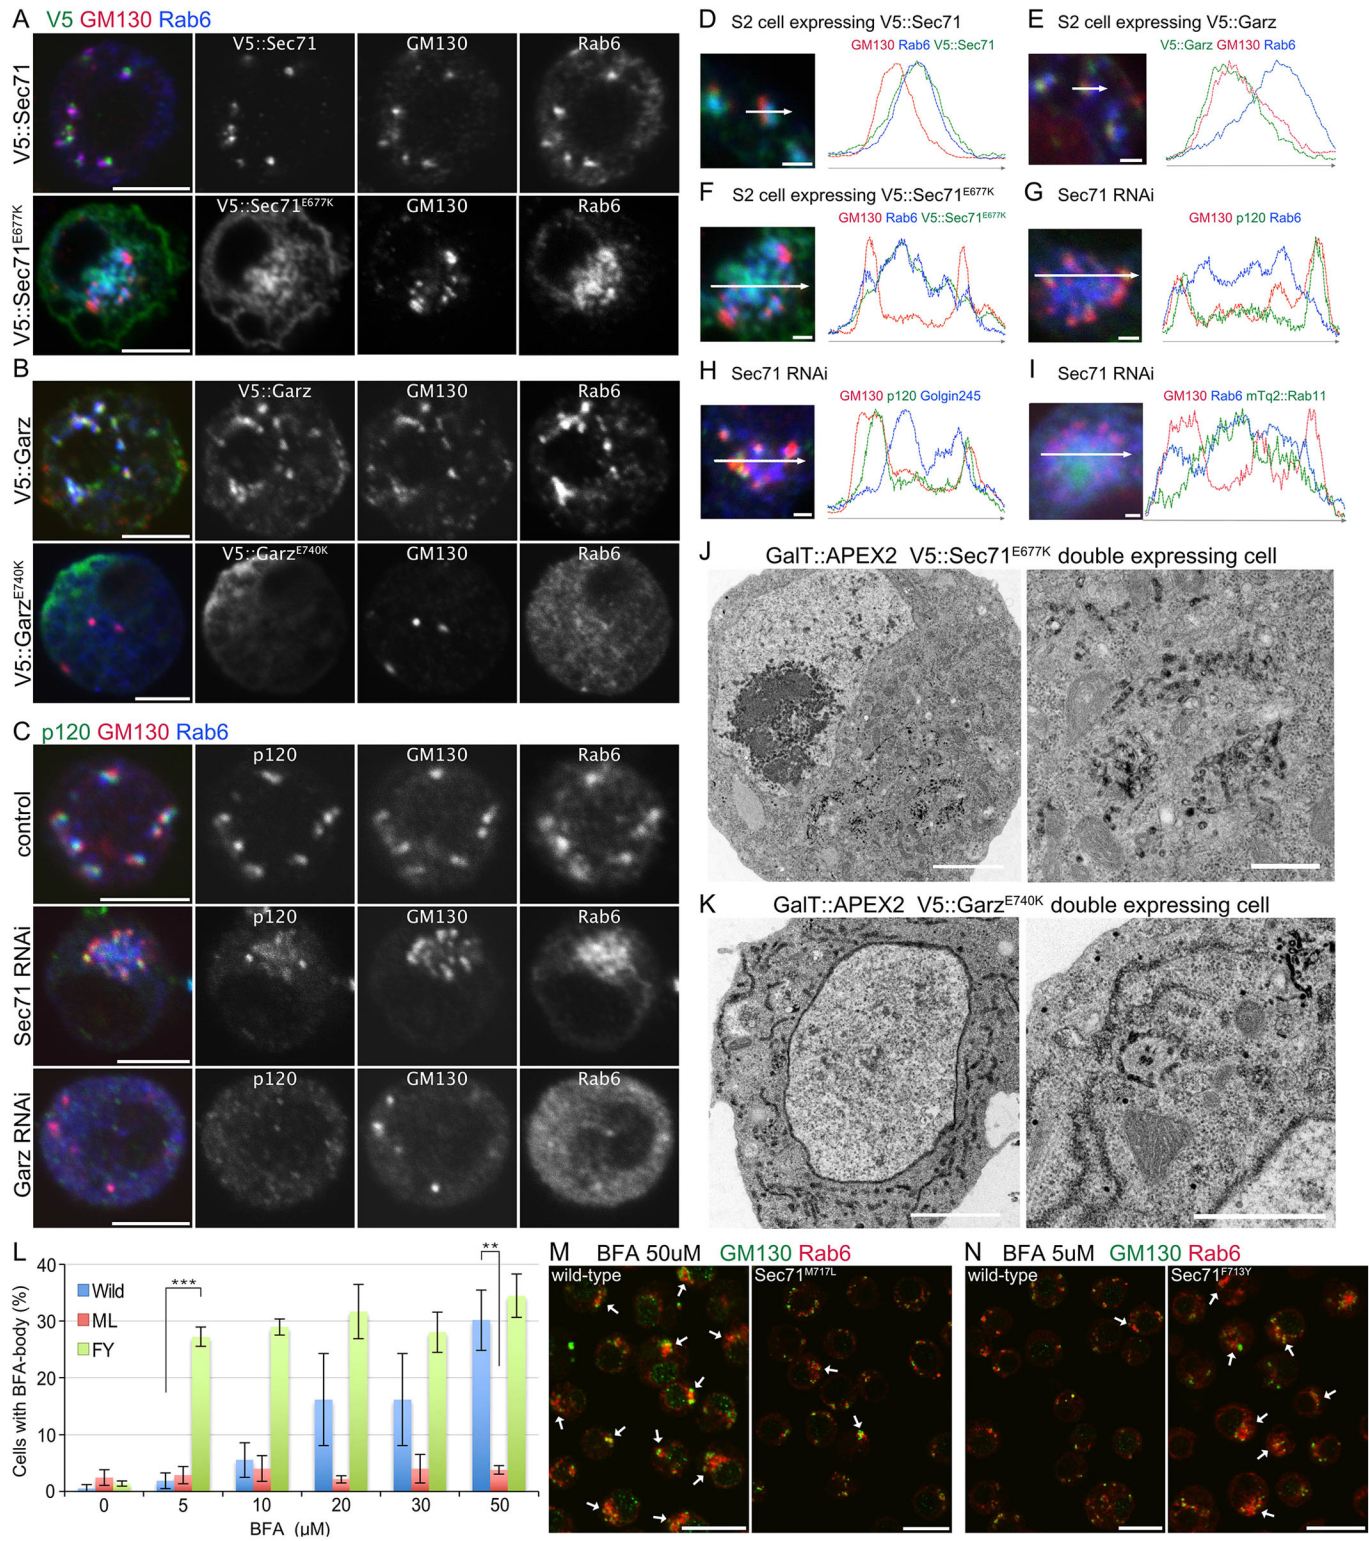 A V5 GM130 Rab6
V5::Sec71
V5::Sec71 GM130 Rab6
V5::Sec71E677K
V5::Sec71E677K GM130 Rab6
B
V5::Garz
V5::Garz GM130 Rab6
V5::GarzE740K
V5::GarzE740K GM130 Rab6
C p120 GM130 Rab6
control
p120 GM130 Rab6
Sec71 RNAi
p120 GM130 Rab6
Garz RNAi
p120 GM130 Rab6
D S2 cell expressing V5::Sec71
GM130 Rab6 V5::Sec71
E S2 cell expressing V5::Garz
V5::Garz GM130 Rab6
F S2 cell expressing V5::Sec71E677K
GM130 Rab6 V5::Sec71E677K
G Sec71 RNAi
GM130 p120 Rab6
H Sec71 RNAi
GM130 p120 Golgin245
I Sec71 RNAi
GM130 Rab6 mTq2::Rab11
J GalT::APEX2 V5::Sec71E677K double expressing cell
K GalT::APEX2 V5::GarzE740K double expressing cell
L
Cells with BFA-body (%)
40
30
20
10
0
Wild
ML
FY
***
**
0 5 10 20 30 50
BFA (µM)
M BFA 50uM GM130 Rab6
wild-type Sec71M717L
N BFA 5uM GM130 Rab6
wild-type Sec71F713Y